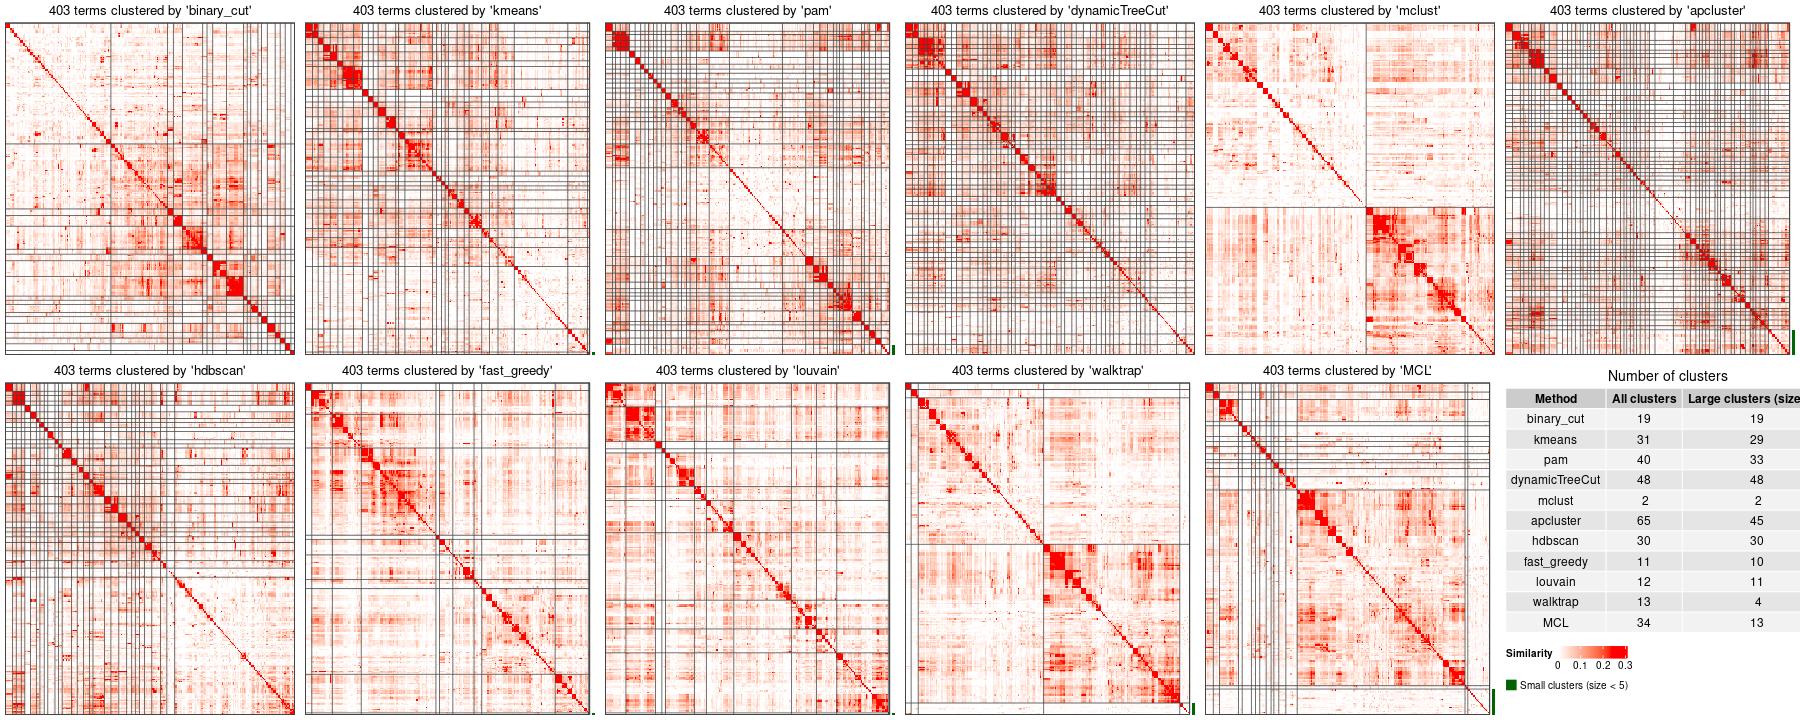 403 terms clustered by 'binary_cut'
403 terms clustered by 'kmeans'
403 terms clustered by 'pam'
403 terms clustered by 'dynamicTreeCut'
403 terms clustered by 'mclust'
403 terms clustered by 'apcluster'
403 terms clustered by 'hdbscan'
403 terms clustered by 'fast_greedy'
403 terms clustered by 'louvain'
403 terms clustered by 'walktrap'
403 terms clustered by 'MCL'
Number of clusters
Method All clusters Large clusters (size
binary_cut 19 19
kmeans 31 29
pam 40 33
dynamicTreeCut 48 48
mclust 2 2
apcluster 65 45
hdbscan 30 30
fast_greedy 11 10
louvain 12 11
walktrap 13 4
MCL 34 13
Similarity
0 0.1 0.2 0.3
Small clusters (size < 5)